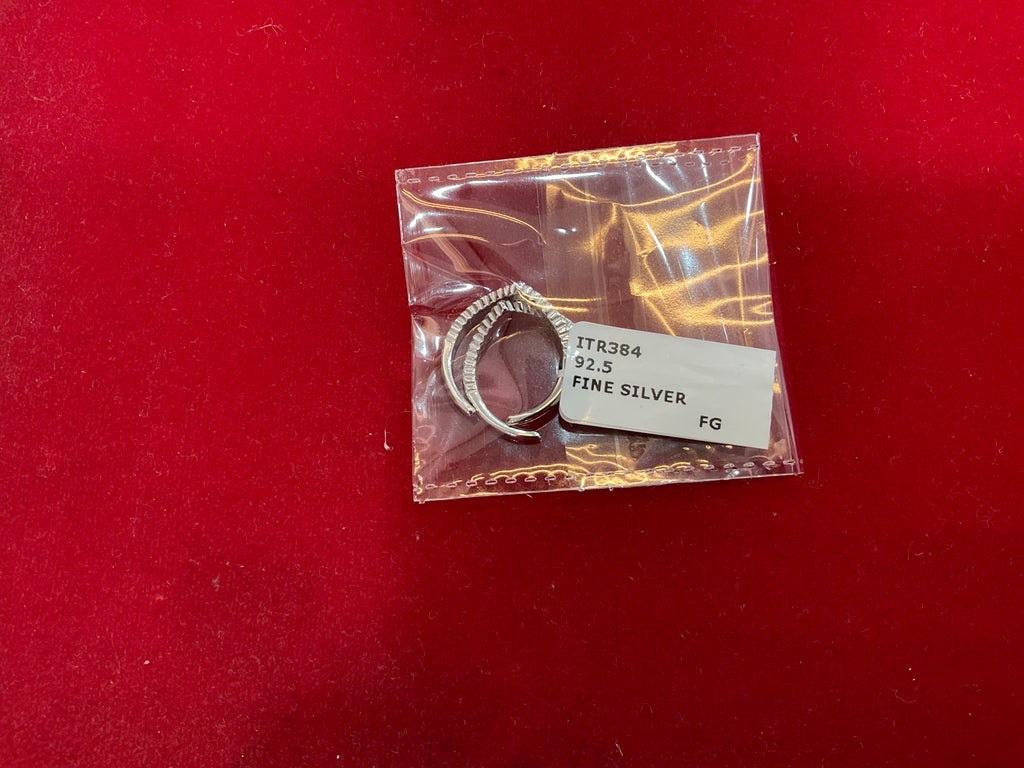 ITR384
92.5
FINE SILVER
FG